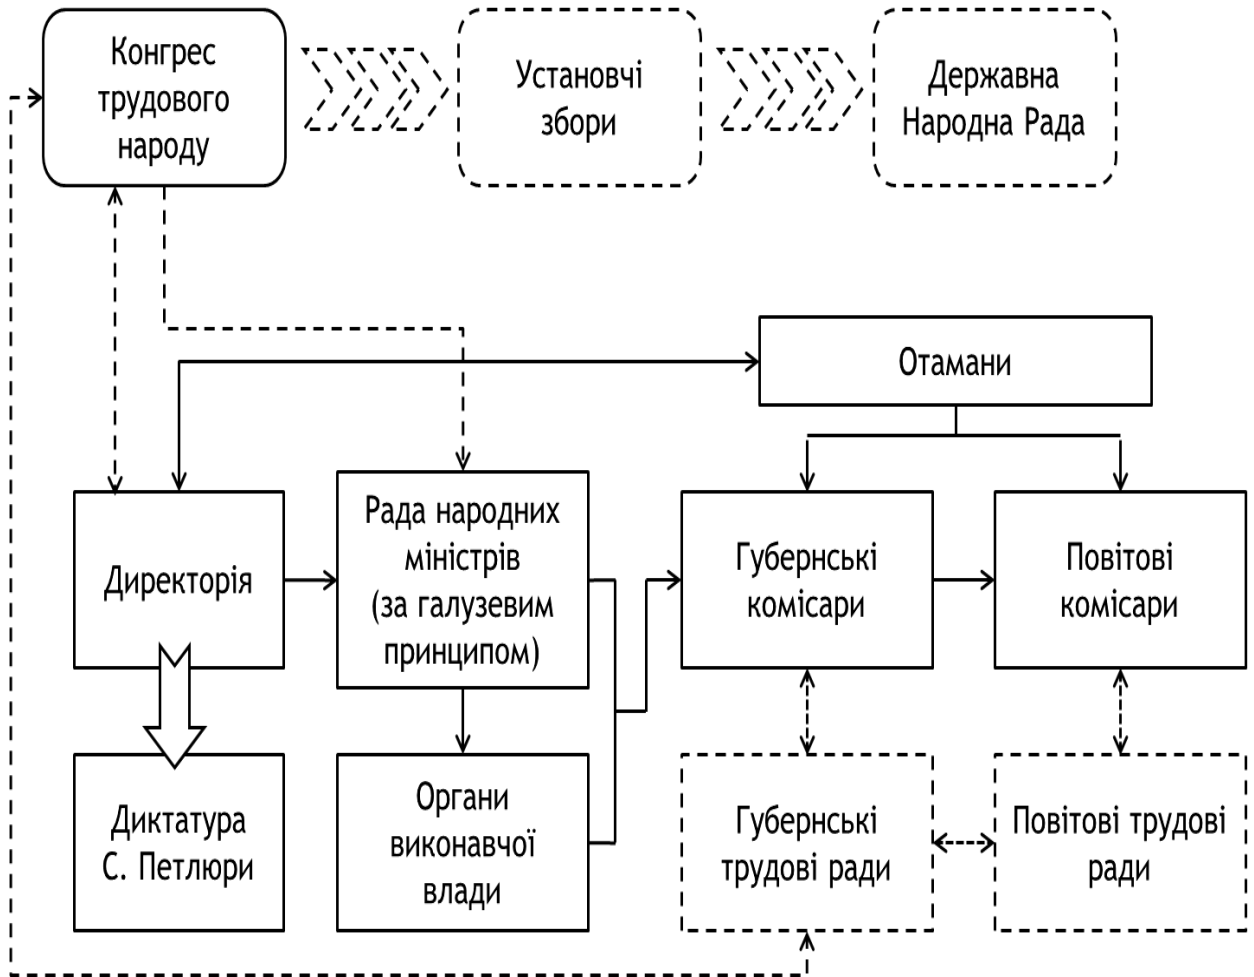 Конгрес
трудового
народу
Установчі
збори
Державна
Народна Рада
Отамани
Директорія
Рада народних
міністрів
(за галузевим
принципом)
Губернські
комісари
Повітові
комісари
Диктатура
С. Петлюри
Органи
виконавчої
влади
Губернські
трудові ради
Повітові трудові
ради